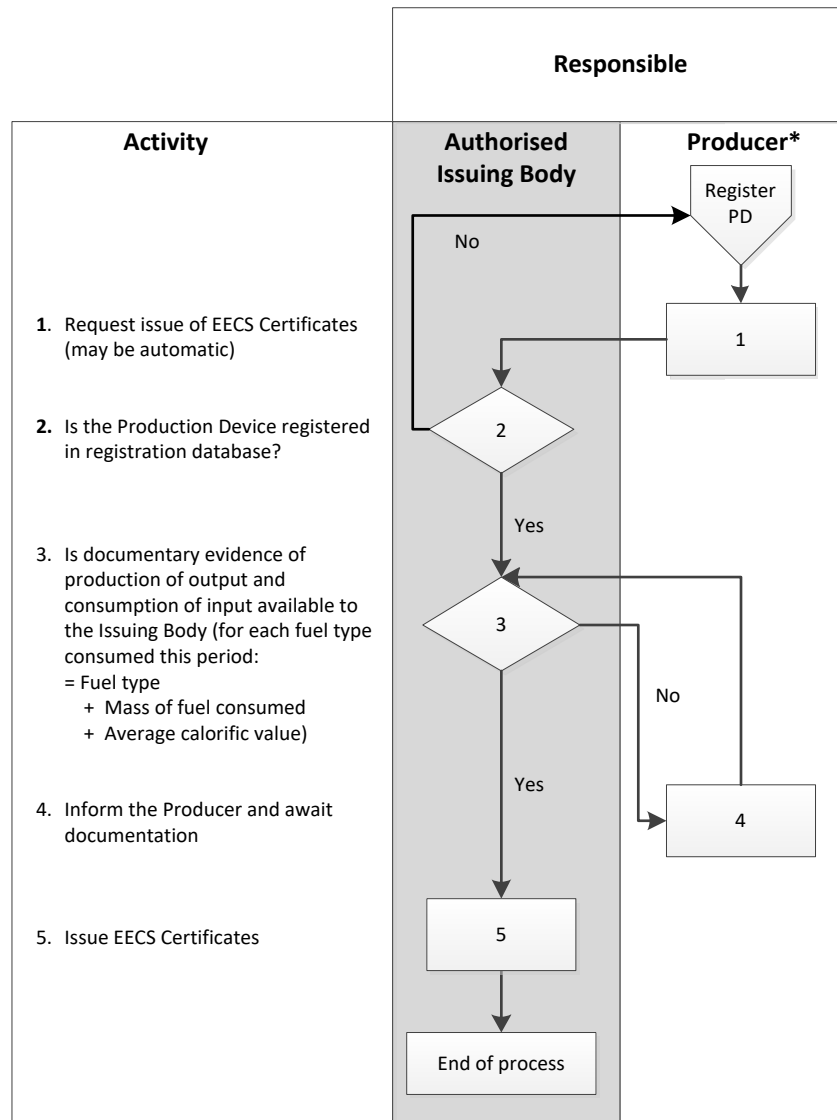 Responsible
Activity
Authorised
Issuing Body
Producer*
Register
PD
No
1. Request issue of EECS Certificates
(may be automatic)
1
2. Is the Production Device registered
in registration database?
2
Yes
3. Is documentary evidence of
production of output and
consumption of input available to
the Issuing Body (for each fuel type
consumed this period:
= Fuel type
+ Mass of fuel consumed
+ Average calorific value)
3
No
Yes
4. Inform the Producer and await
documentation
4
5. Issue EECS Certificates
5
End of process